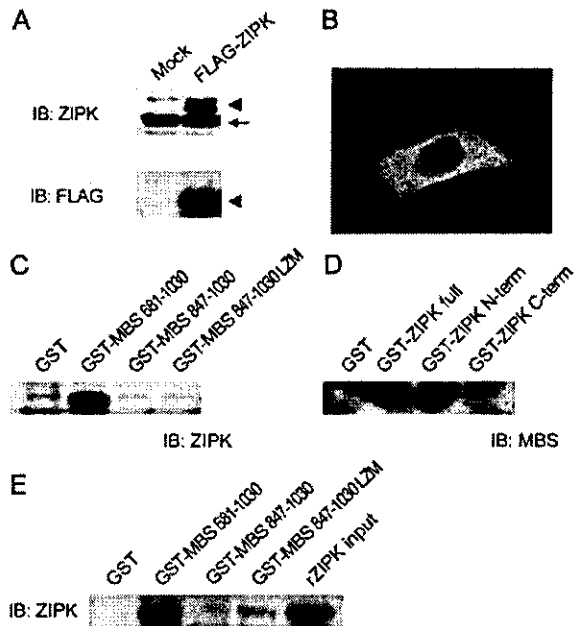 A
B
Mock
FLAG-ZIPK
IB: ZIPK
IB: FLAG
C
D
GST
GST-MBS 681-1030
GST-MBS 847-1030
GST-MBS 847-1030 LZM
IB: ZIPK
GST
GST-ZIPK full
GST-ZIPK N-term
GST-ZIPK C-term
IB: MBS
E
GST
GST-MBS 681-1030
GST-MBS 847-1030
GST-MBS 847-1030 LZM
rZIPK input
IB: ZIPK